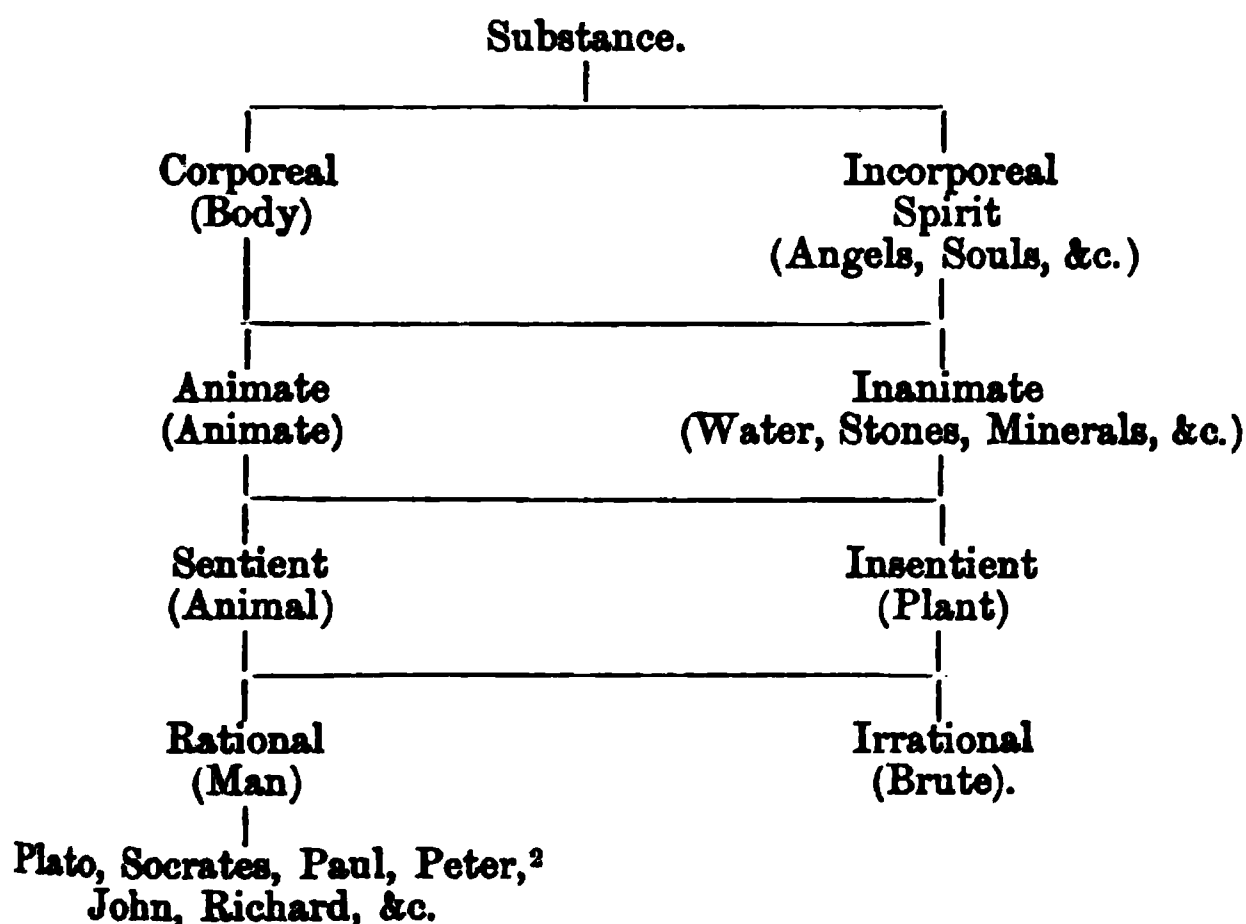 Substance.
Corporeal
(Body)
Incorporeal
Spirit
(Angels, Souls, &c.)
Animate
(Animate)
Inanimate
(Water, Stones, Minerals, &c.)
Sentient
(Animal)
Insentient
(Plant)
Rational
(Man)
Irrational
(Brute).
Plato, Socrates, Paul, Peter,²
John, Richard, &c.